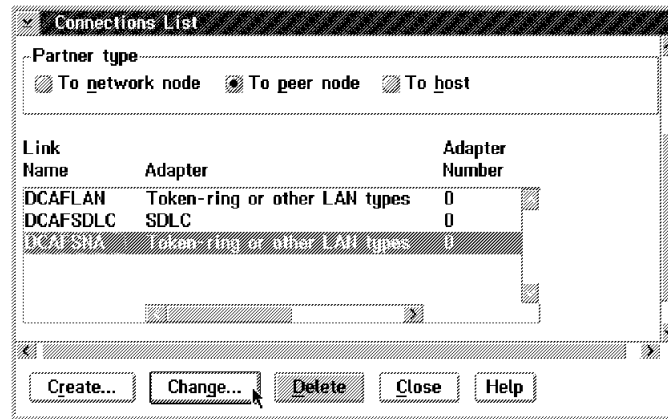 Connections List
Partner type
To network node To peer node To host
Link Adapter
Name Adapter Number
DCAFLAN Token-ring or other LAN types 0
DCAFSDLC SDLC 0
DCAFSNA Token-ring or other LAN types 0
Create... Change... Delete Close Help